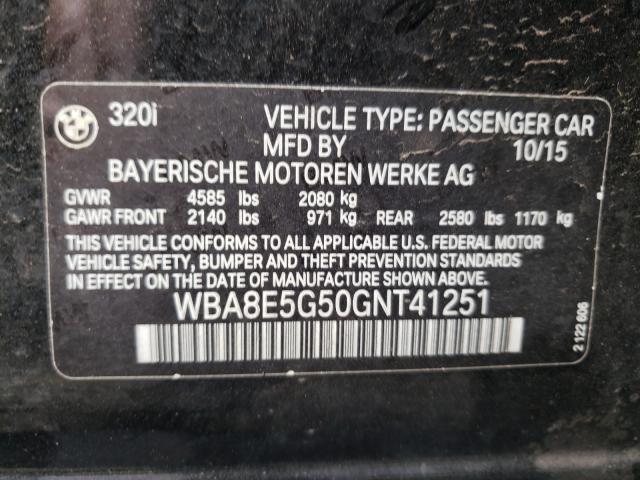 320i VEHICLE TYPE: PASSENGER CAR
MFD BY 10/15
BAYERISCHE MOTOREN WERKE AG
GVWR 4585 lbs 2080 kg
GAWR FRONT 2140 lbs 971 kg REAR 2580 lbs 1170 kg
THIS VEHICLE CONFORMS TO ALL APPLICABLE U.S. FEDERAL MOTOR
VEHICLE SAFETY, BUMPER AND THEFT PREVENTION STANDARDS
IN EFFECT ON THE DATE OF MANUFACTURE SHOWN ABOVE.
WBA8E5G50GNT41251
2 122 606